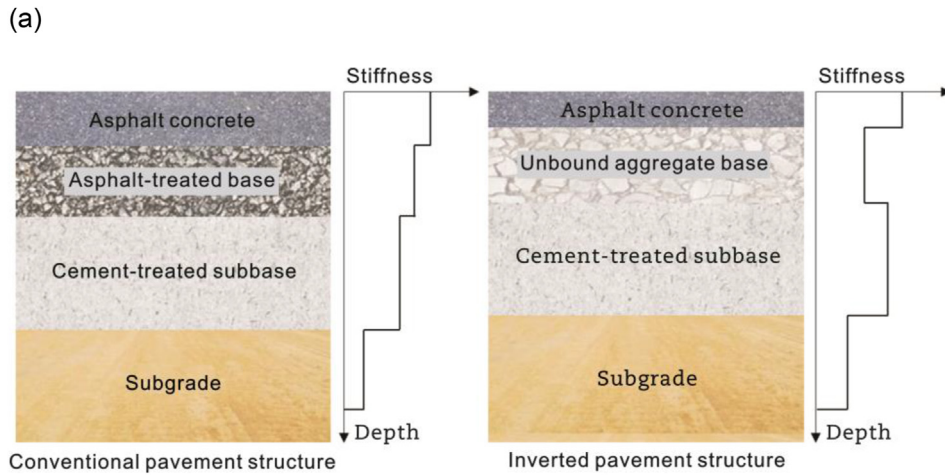 (a)
Stiffness
Asphalt concrete
Asphalt-treated base
Cement-treated subbase
Subgrade
Depth
Conventional pavement structure
Stiffness
Asphalt concrete
Unbound aggregate base
Cement-treated subbase
Subgrade
Depth
Inverted pavement structure